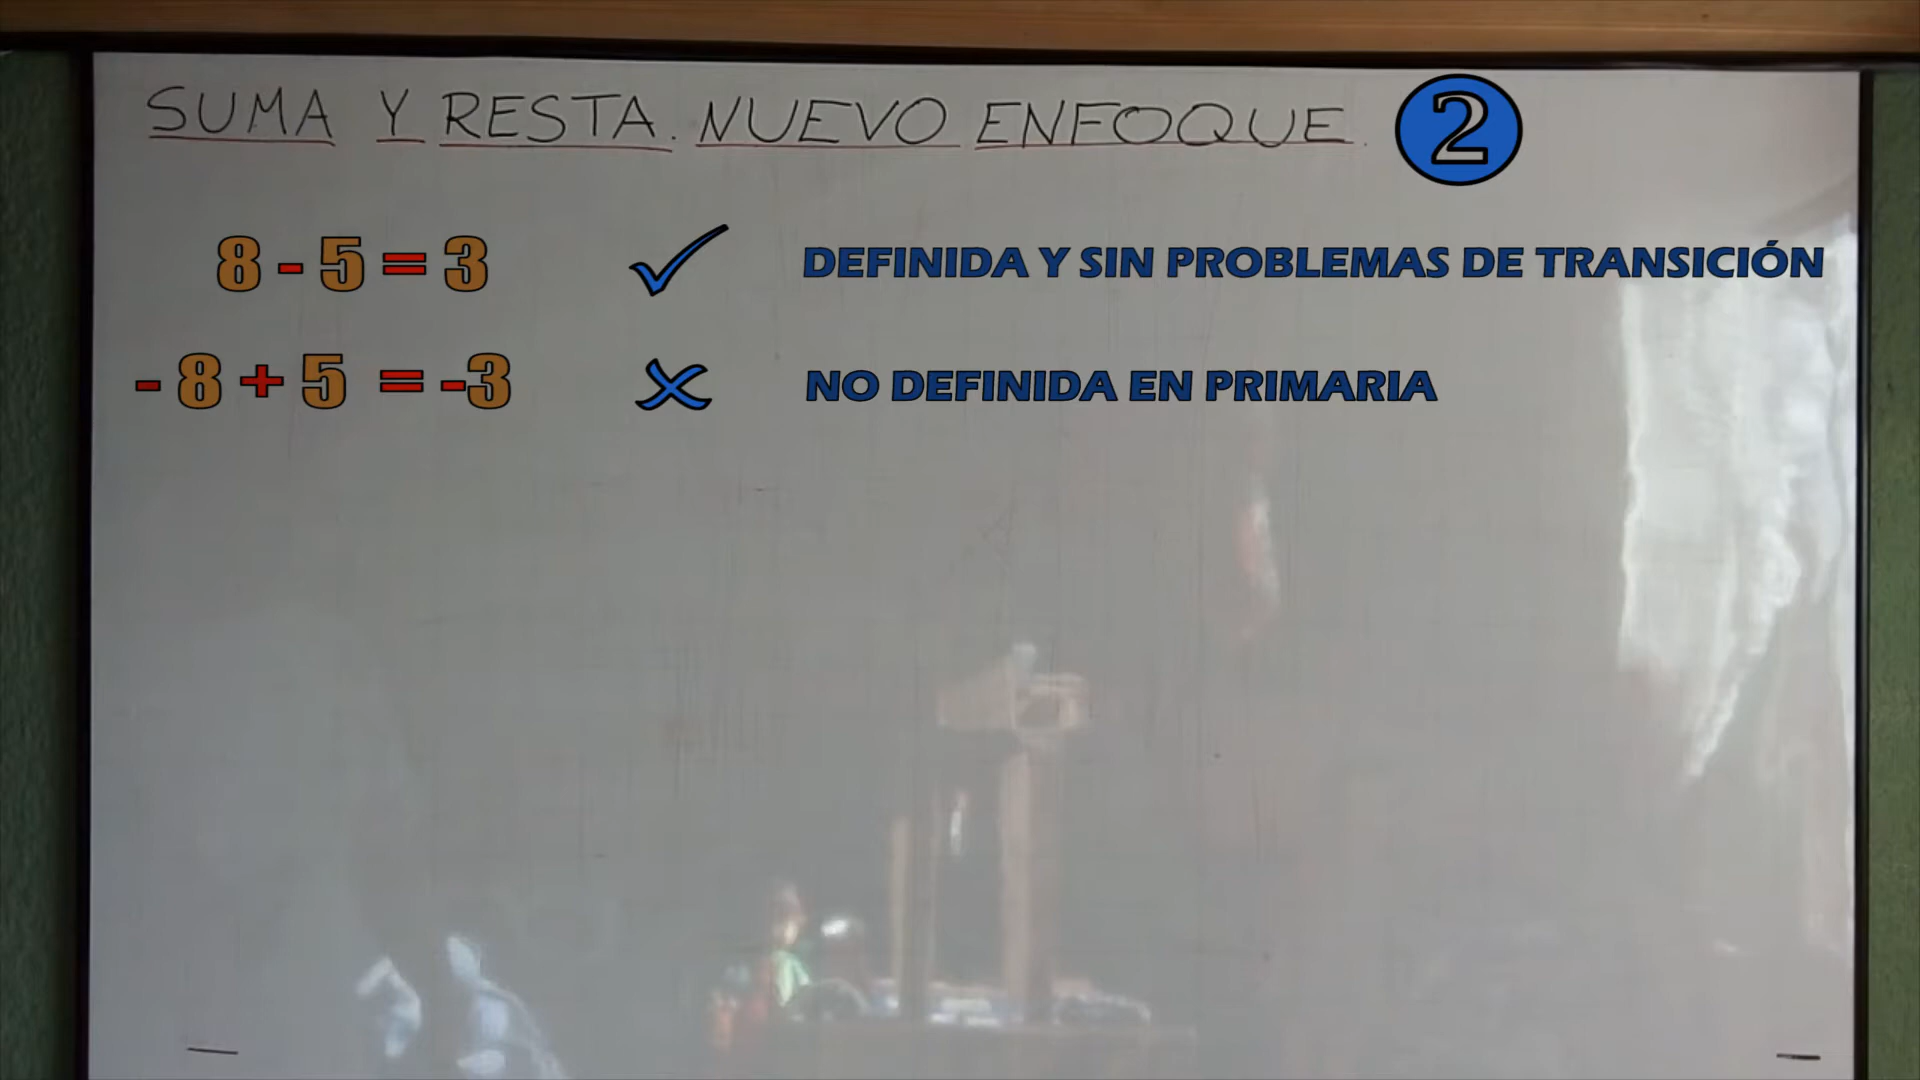 SUMA Y RESTA. NUEVO ENFOQUE. 2
8 - 5 = 3 ✓ DEFINIDA Y SIN PROBLEMAS DE TRANSICIÓN
- 8 + 5 = -3 ✗ NO DEFINIDA EN PRIMARIA